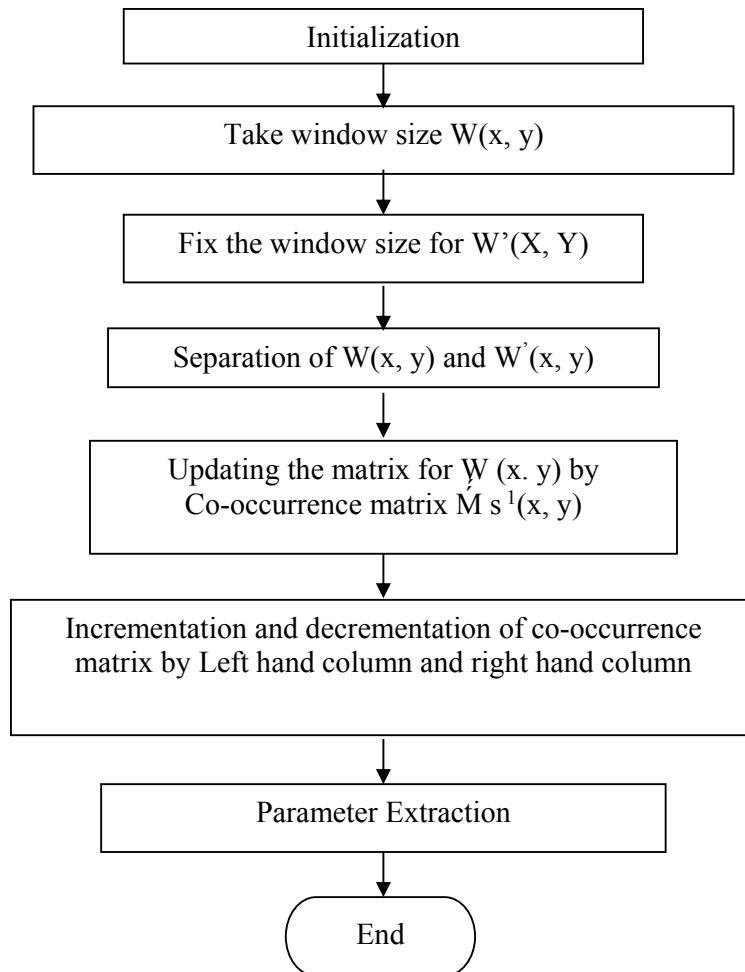 Initialization
Take window size W(x, y)
Fix the window size for W’(X, Y)
Separation of W(x, y) and W’(x, y)
Updating the matrix for W (x. y) by
Co-occurrence matrix Ḿ s¹(x, y)
Incrementation and decrementation of co-occurrence
matrix by Left hand column and right hand column
Parameter Extraction
End